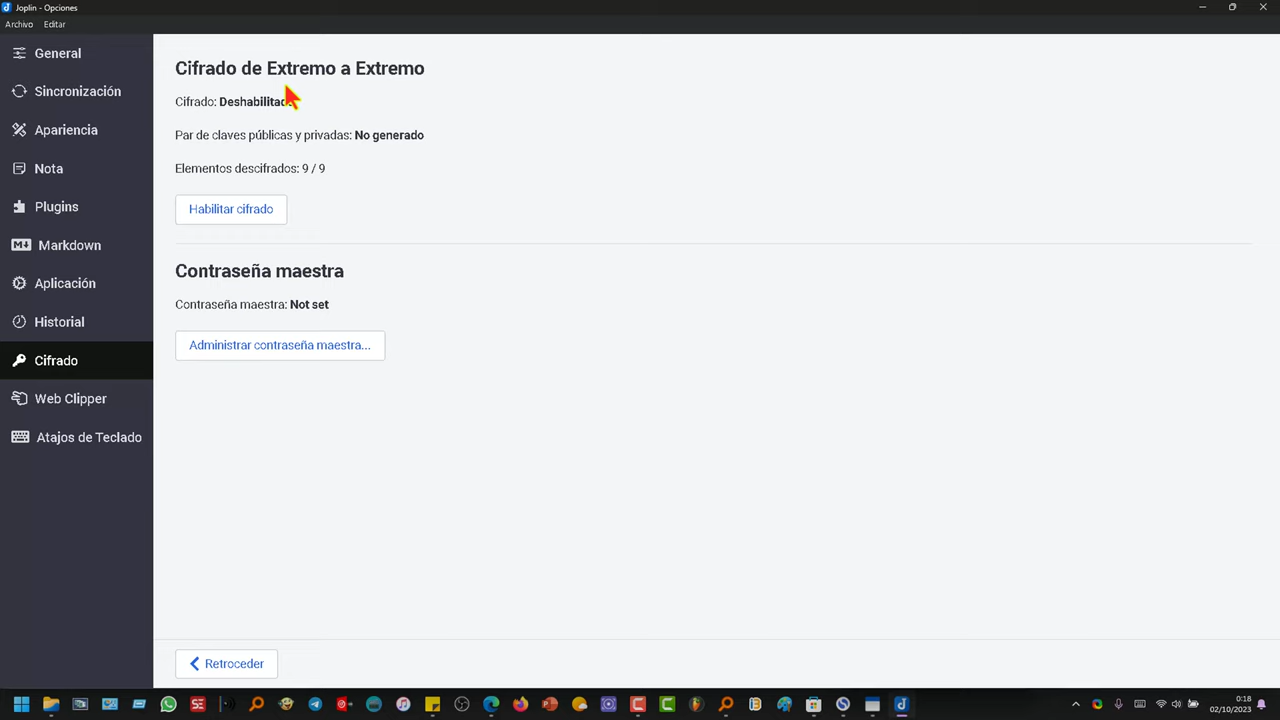 Joplin - Opciones
Archivo Editar
General
Sincronización
Apariencia
Nota
Plugins
Markdown
Aplicación
Historial
Cifrado
Web Clipper
Atajos de Teclado
Cifrado de Extremo a Extremo
Cifrado: Deshabilitado
Par de claves públicas y privadas: No generado
Elementos descifrados: 9 / 9
Habilitar cifrado
Contraseña maestra
Contraseña maestra: Not set
Administrar contraseña maestra...
Retroceder
0:18
02/10/2023